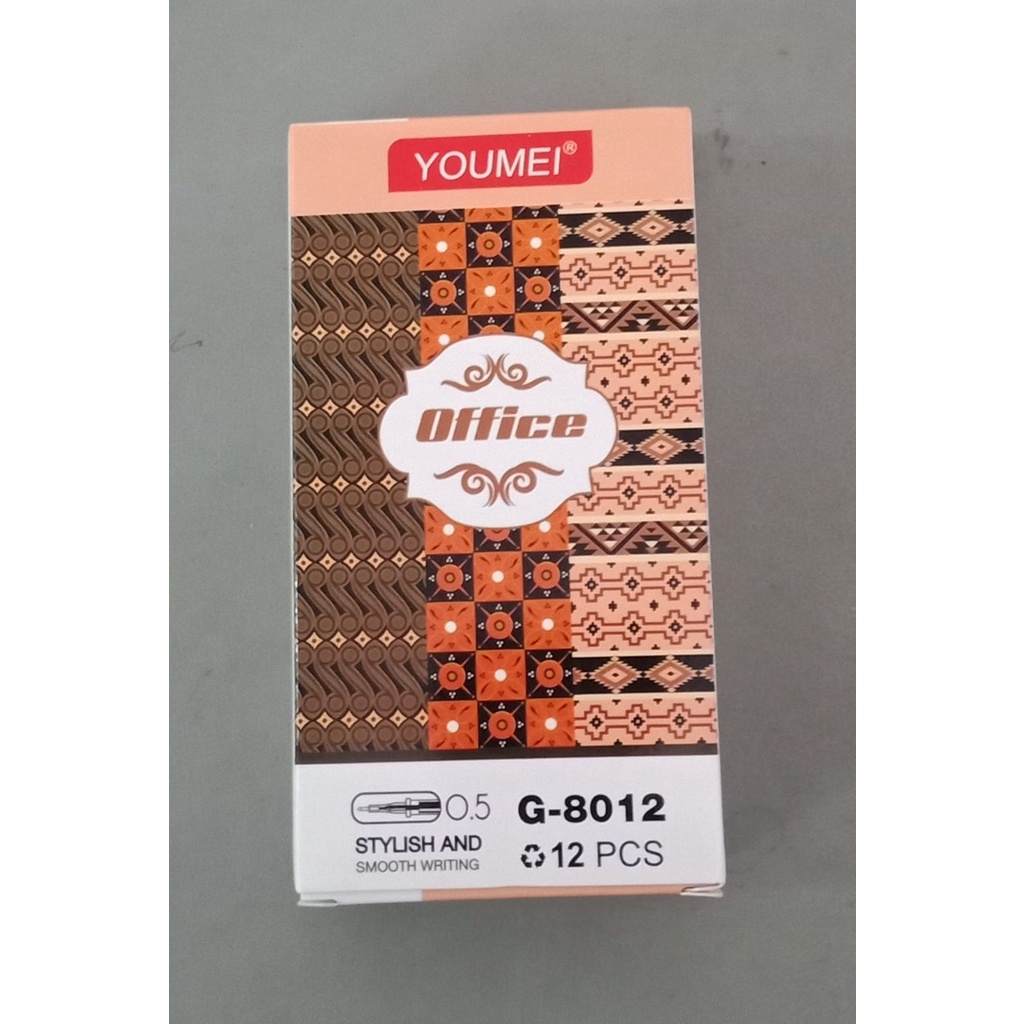 YOUMEI®
Office
0.5 G-8012
STYLISH AND
SMOOTH WRITING
12 PCS